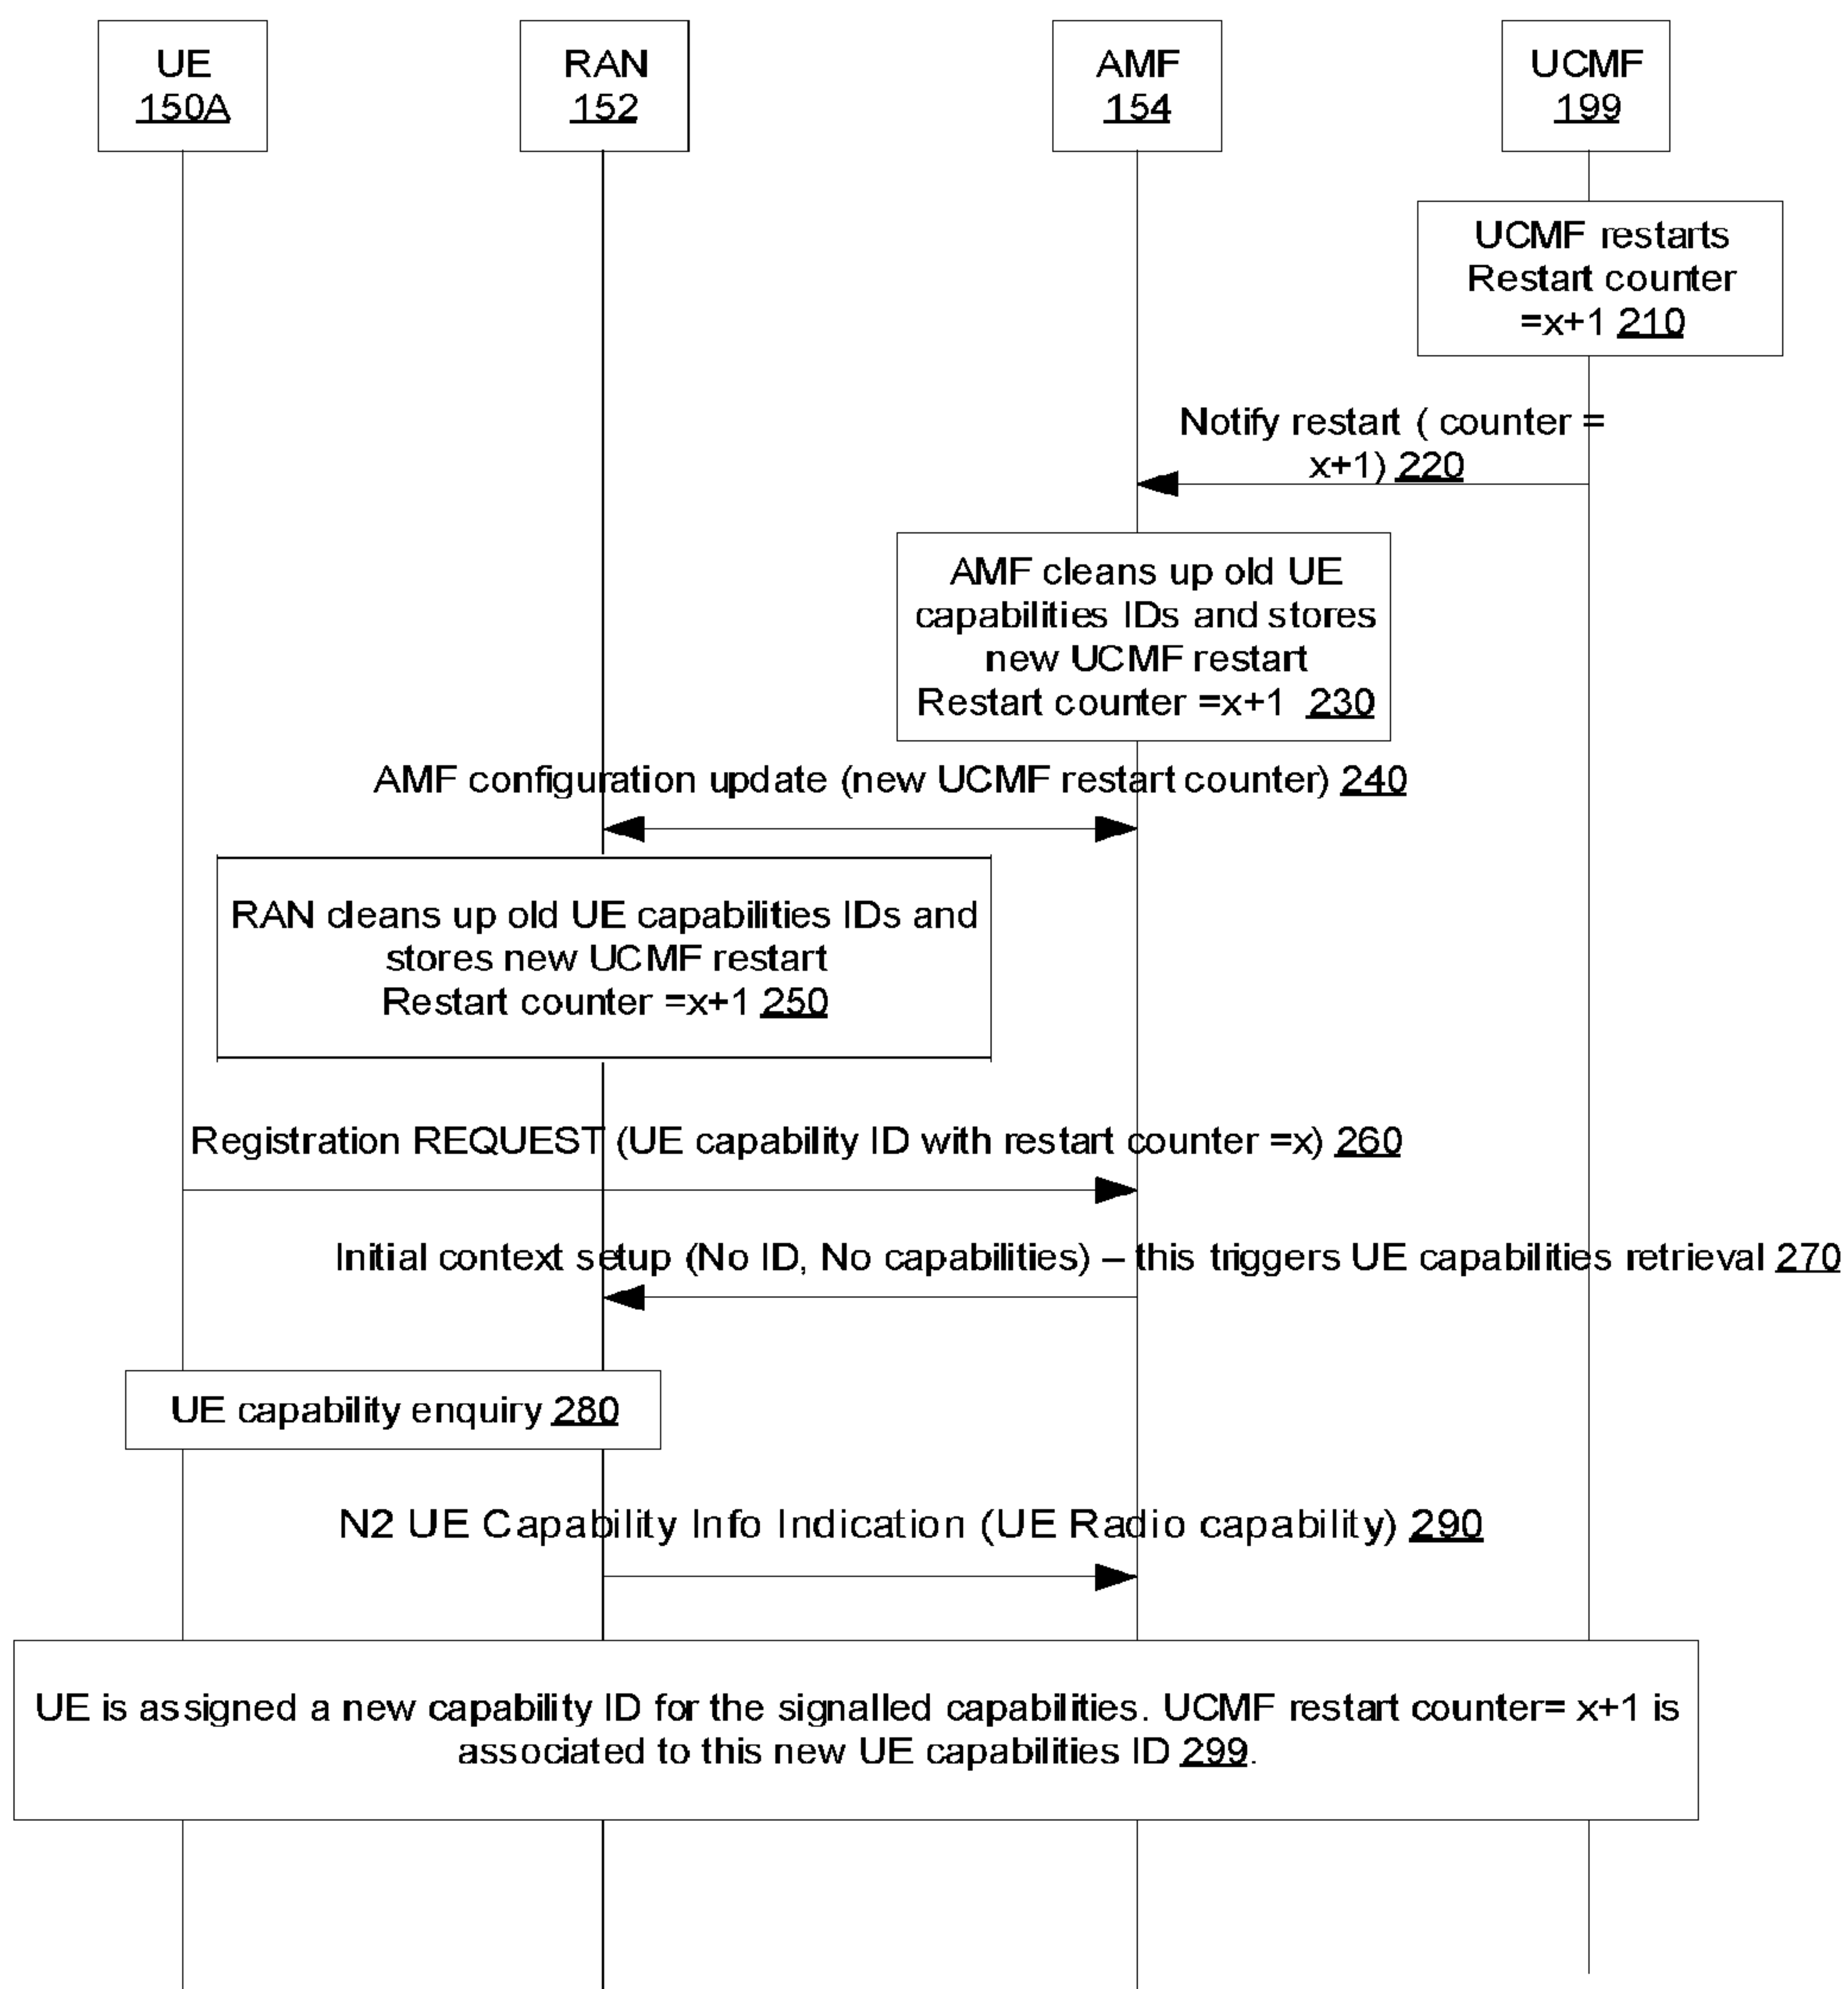 UE
150A
RAN
152
AMF
154
UCMF
199
UCMF restarts
Restart counter
=x+1 210
Notify restart ( counter =
x+1) 220
AMF cleans up old UE
capabilities IDs and stores
new UCMF restart
Restart counter =x+1 230
AMF configuration update (new UCMF restart counter) 240
RAN cleans up old UE capabilities IDs and
stores new UCMF restart
Restart counter =x+1 250
Registration REQUEST (UE capability ID with restart counter =x) 260
Initial context setup (No ID, No capabilities) – this triggers UE capabilities retrieval 270
UE capability enquiry 280
N2 UE Capability Info Indication (UE Radio capability) 290
UE is assigned a new capability ID for the signalled capabilities. UCMF restart counter= x+1 is
associated to this new UE capabilities ID 299.